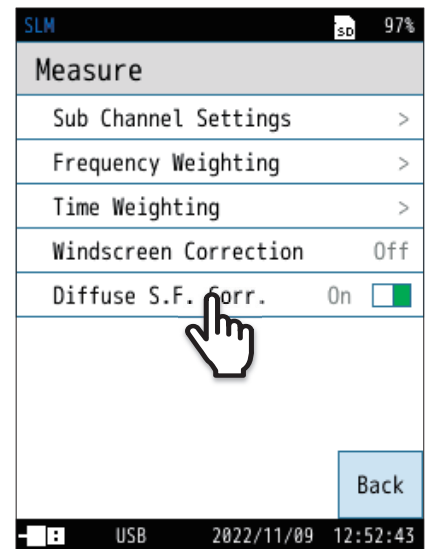 SLM SD 97%
Measure
Sub Channel Settings >
Frequency Weighting >
Time Weighting >
Windscreen Correction Off
Diffuse S.F. Corr. On
Back
USB 2022/11/09 12:52:43